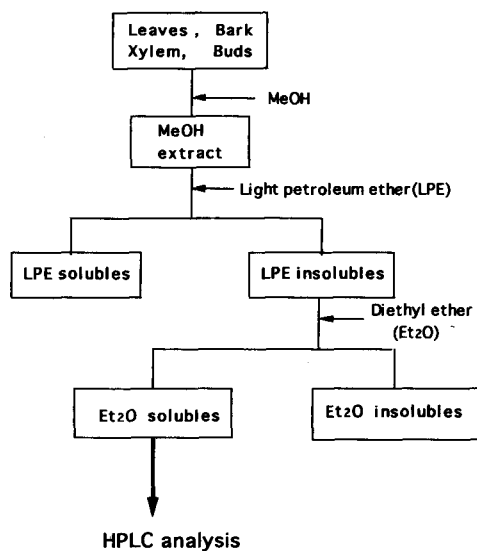 Leaves, Bark
Xylem, Buds
MeOH
MeOH
extract
Light petroleum ether(LPE)
LPE solubles
LPE insolubles
Diethyl ether
(Et2O)
Et2O solubles
Et2O insolubles
HPLC analysis